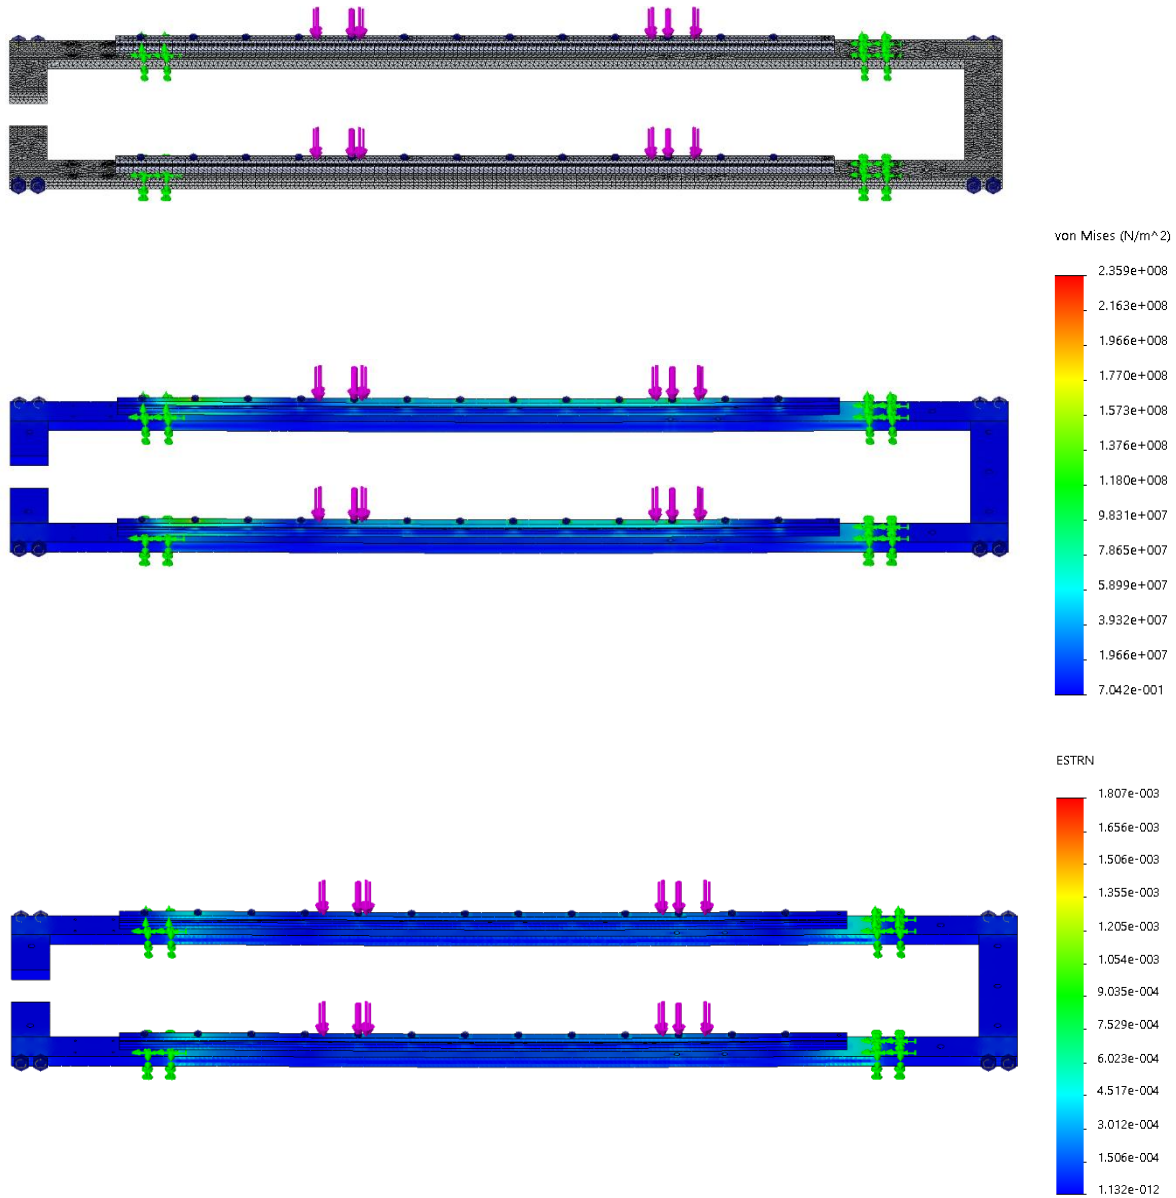 von Mises (N/m^2)
2.359e+008
2.163e+008
1.966e+008
1.770e+008
1.573e+008
1.376e+008
1.180e+008
9.831e+007
7.865e+007
5.899e+007
3.932e+007
1.966e+007
7.042e-001
ESTRN
1.807e-003
1.656e-003
1.506e-003
1.355e-003
1.205e-003
1.054e-003
9.035e-004
7.529e-004
6.023e-004
4.517e-004
3.012e-004
1.506e-004
1.132e-012